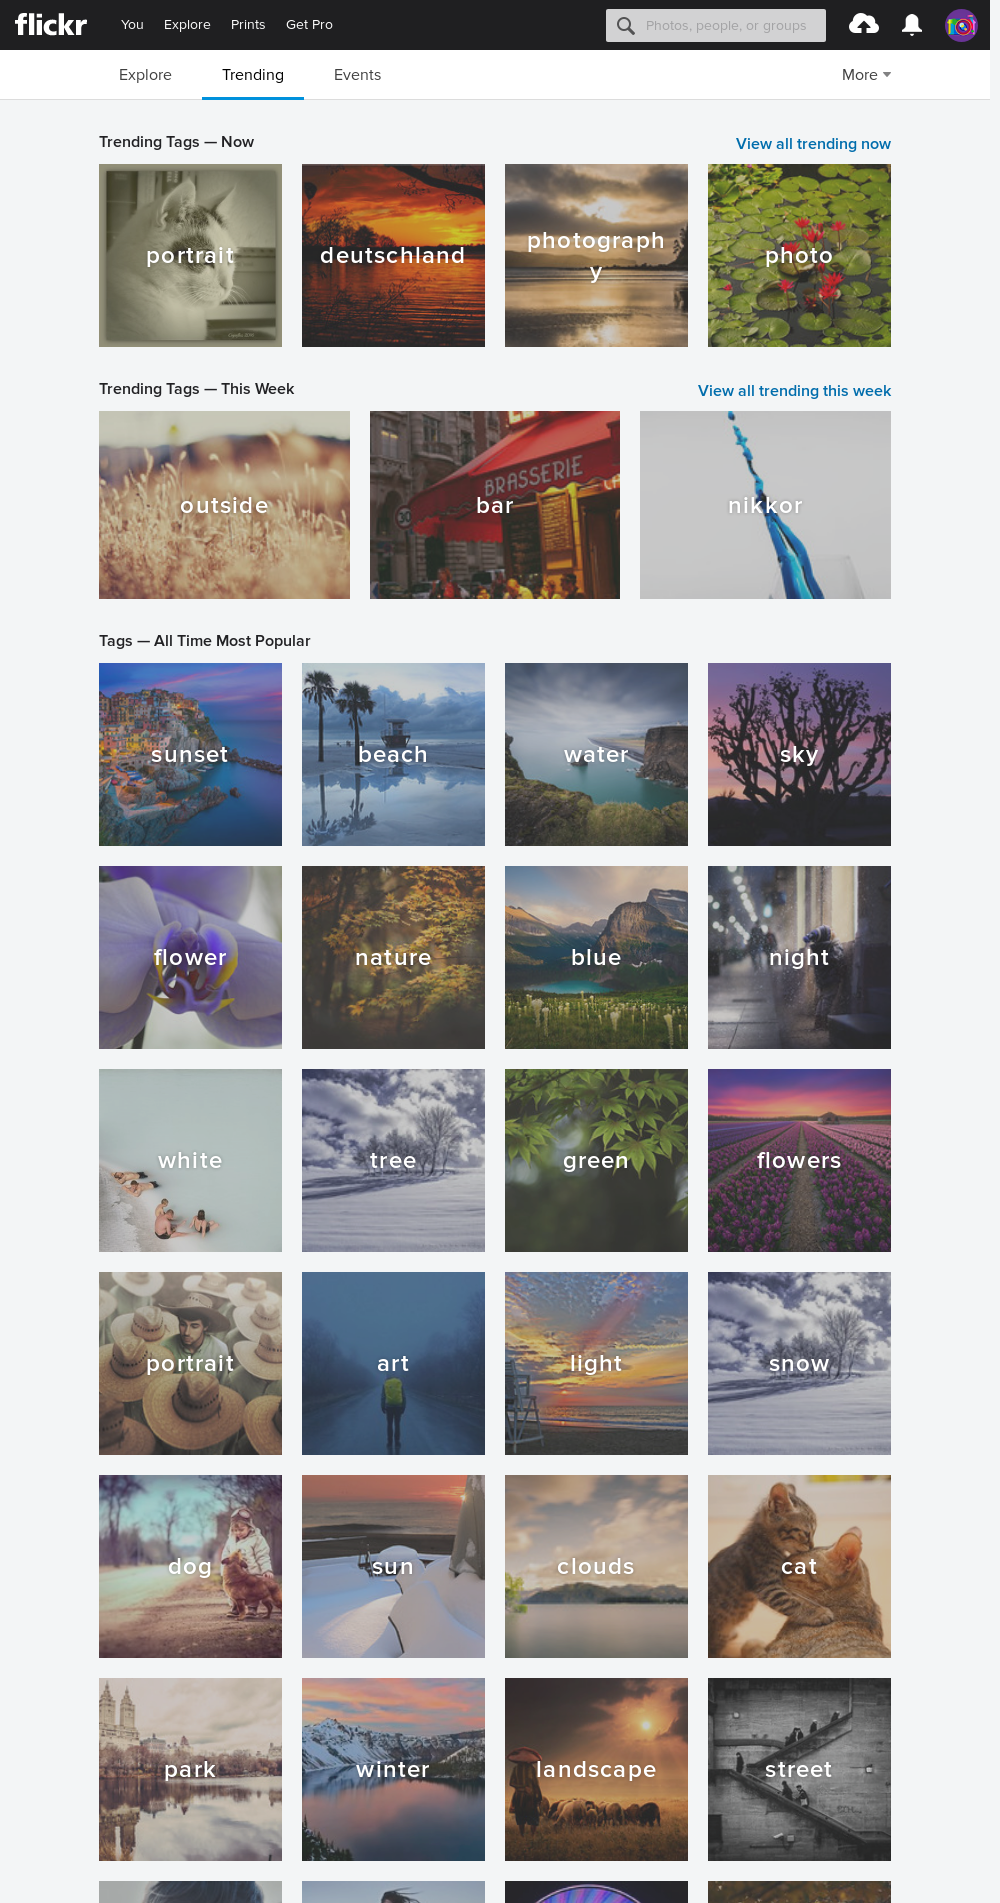 flickr
You Explore Prints Get Pro
Photos, people, or groups
Explore Trending Events More
Trending Tags — Now
View all trending now
portrait
deutschland
photograph
y
photo
Trending Tags — This Week
View all trending this week
outside
BRASSERIE
bar
nikkor
Tags — All Time Most Popular
sunset
beach
water
sky
flower
nature
blue
night
white
tree
green
flowers
portrait
art
light
snow
dog
sun
clouds
cat
park
winter
landscape
street